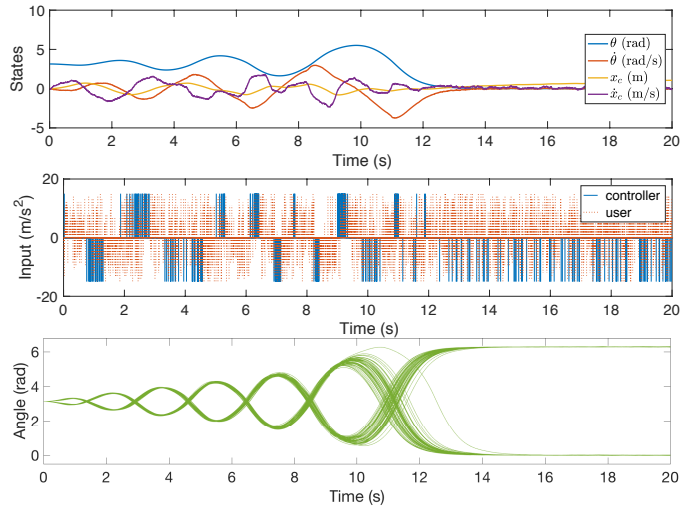 10
5
0
-5
States
θ (rad)
θ̇ (rad/s)
x_c (m)
ẋ_c (m/s)
0 2 4 6 8 10 12 14 16 18 20
Time (s)
20
0
-20
Input (m/s²)
controller
user
0 2 4 6 8 10 12 14 16 18 20
Time (s)
6
4
2
0
Angle (rad)
0 2 4 6 8 10 12 14 16 18 20
Time (s)